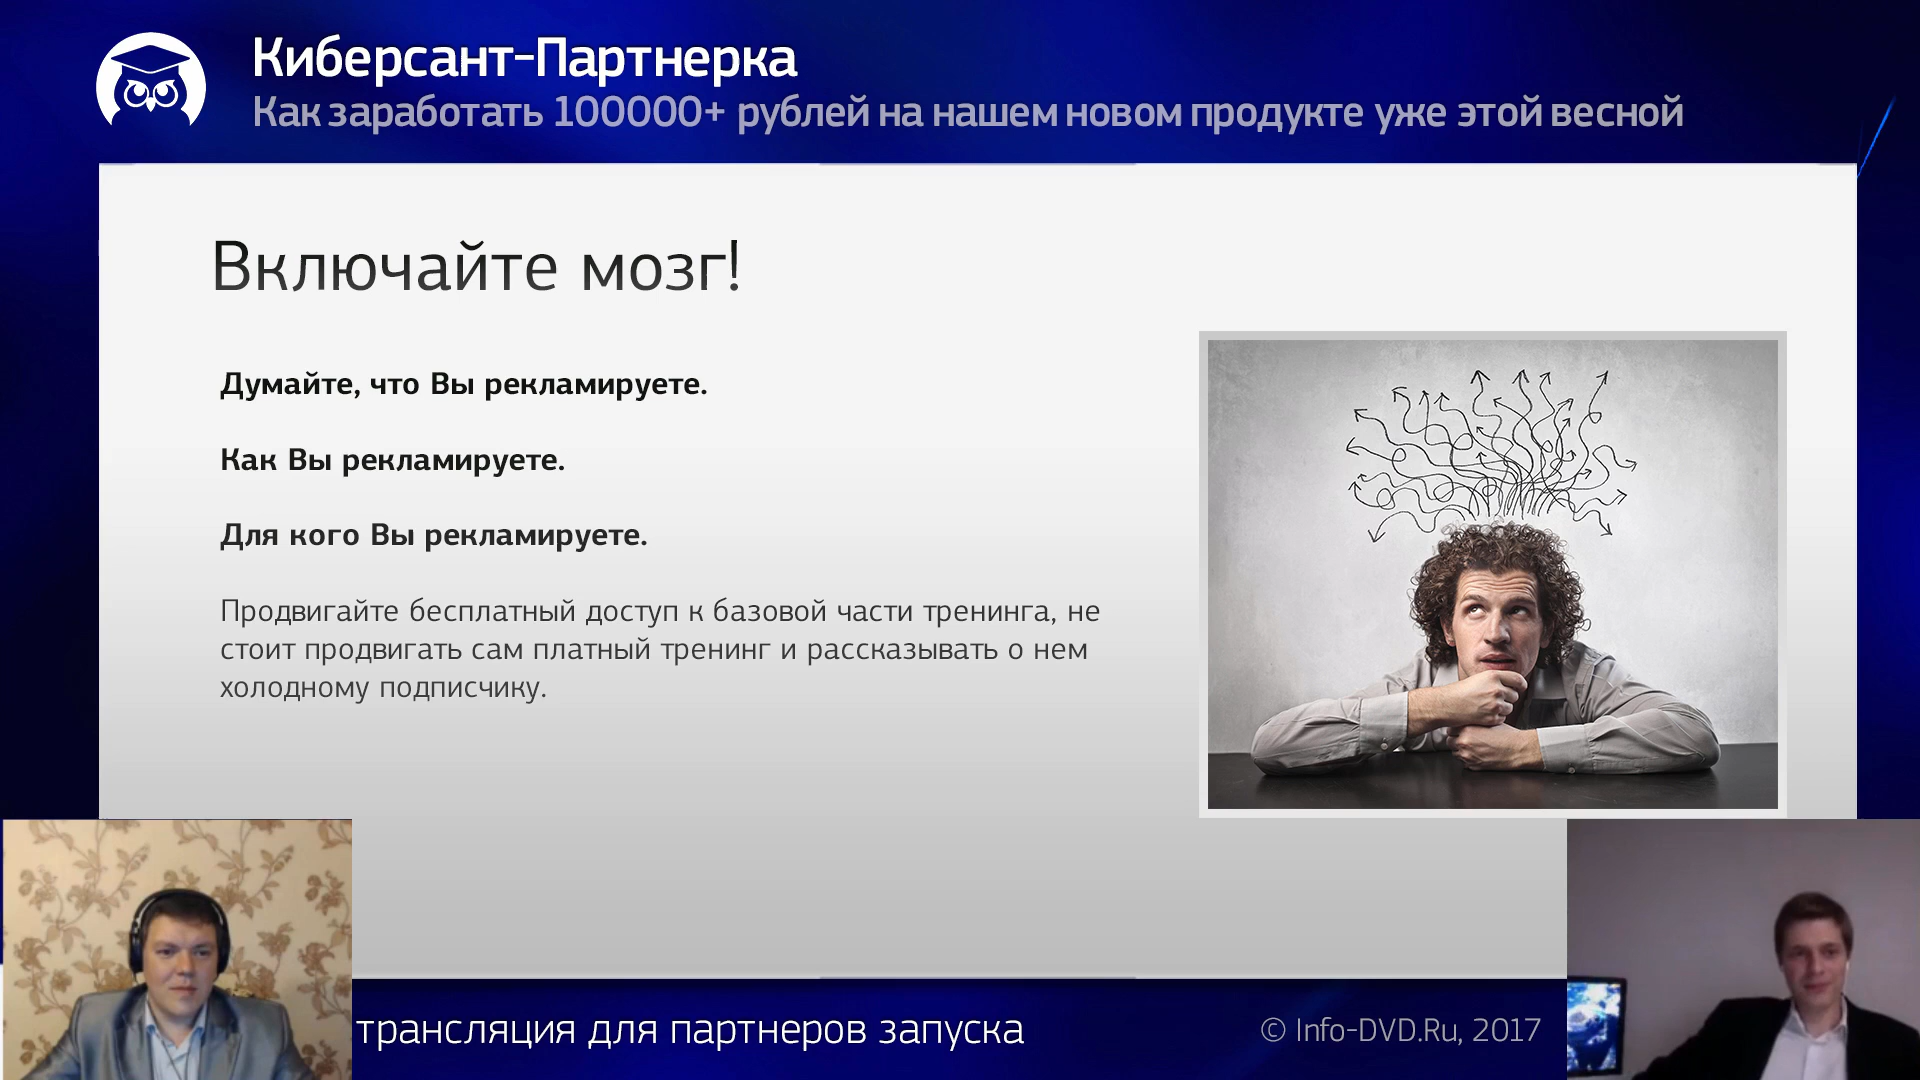 Киберсант-Партнерка
Как заработать 100000+ рублей на нашем новом продукте уже этой весной
Включайте мозг!
Думайте, что Вы рекламируете.
Как Вы рекламируете.
Для кого Вы рекламируете.
Продвигайте бесплатный доступ к базовой части тренинга, не
стоит продвигать сам платный тренинг и рассказывать о нем
холодному подписчику.
трансляция для партнеров запуска
© Info-DVD.Ru, 2017